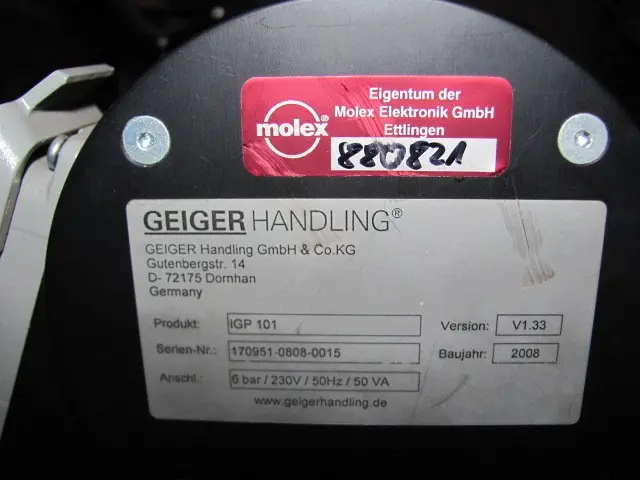 molex
Eigentum der
Molex Elektronik GmbH
Ettlingen
880821
GEIGER HANDLING®
GEIGER Handling GmbH & Co.KG
Gutenbergstr. 14
D- 72175 Dornhan
Germany
Produkt: IGP 101 Version: V1.33
Serien-Nr.: 170951-0808-0015 Baujahr: 2008
Anschl.: 6 bar / 230V / 50Hz / 50 VA
www.geigerhandling.de